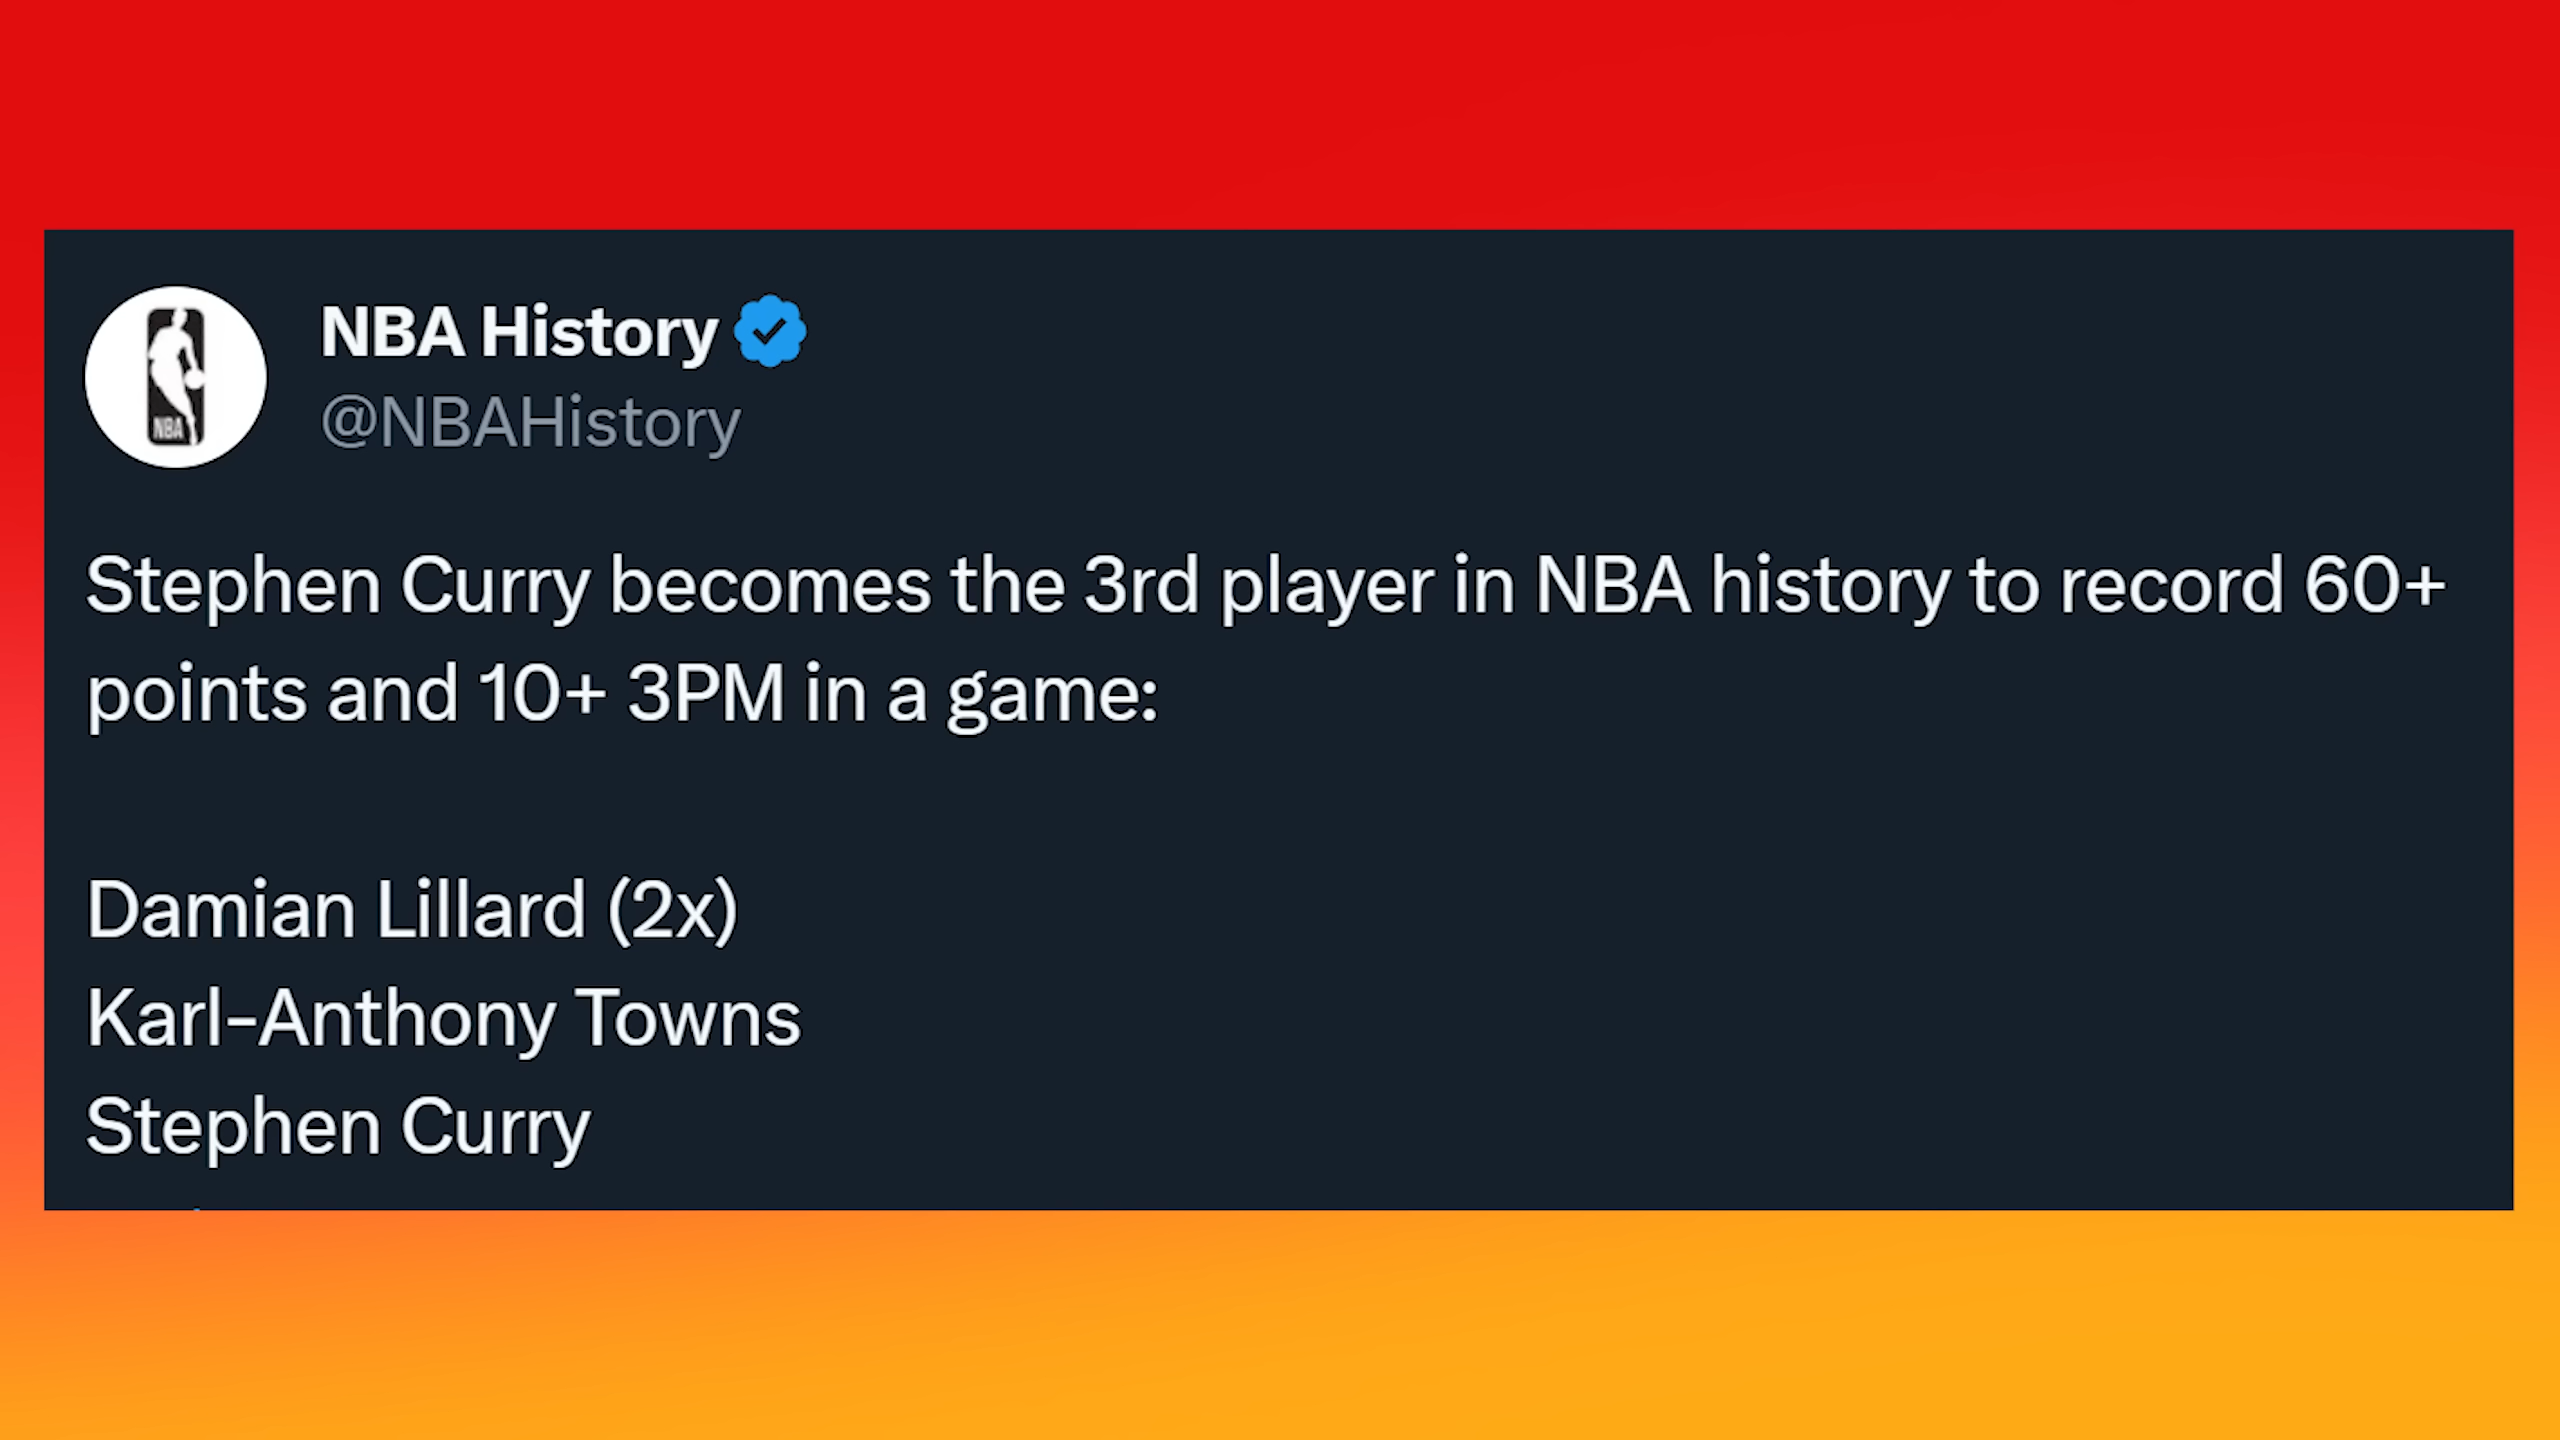 NBA
NBA History
@NBAHistory
Stephen Curry becomes the 3rd player in NBA history to record 60+
points and 10+ 3PM in a game:
Damian Lillard (2x)
Karl-Anthony Towns
Stephen Curry